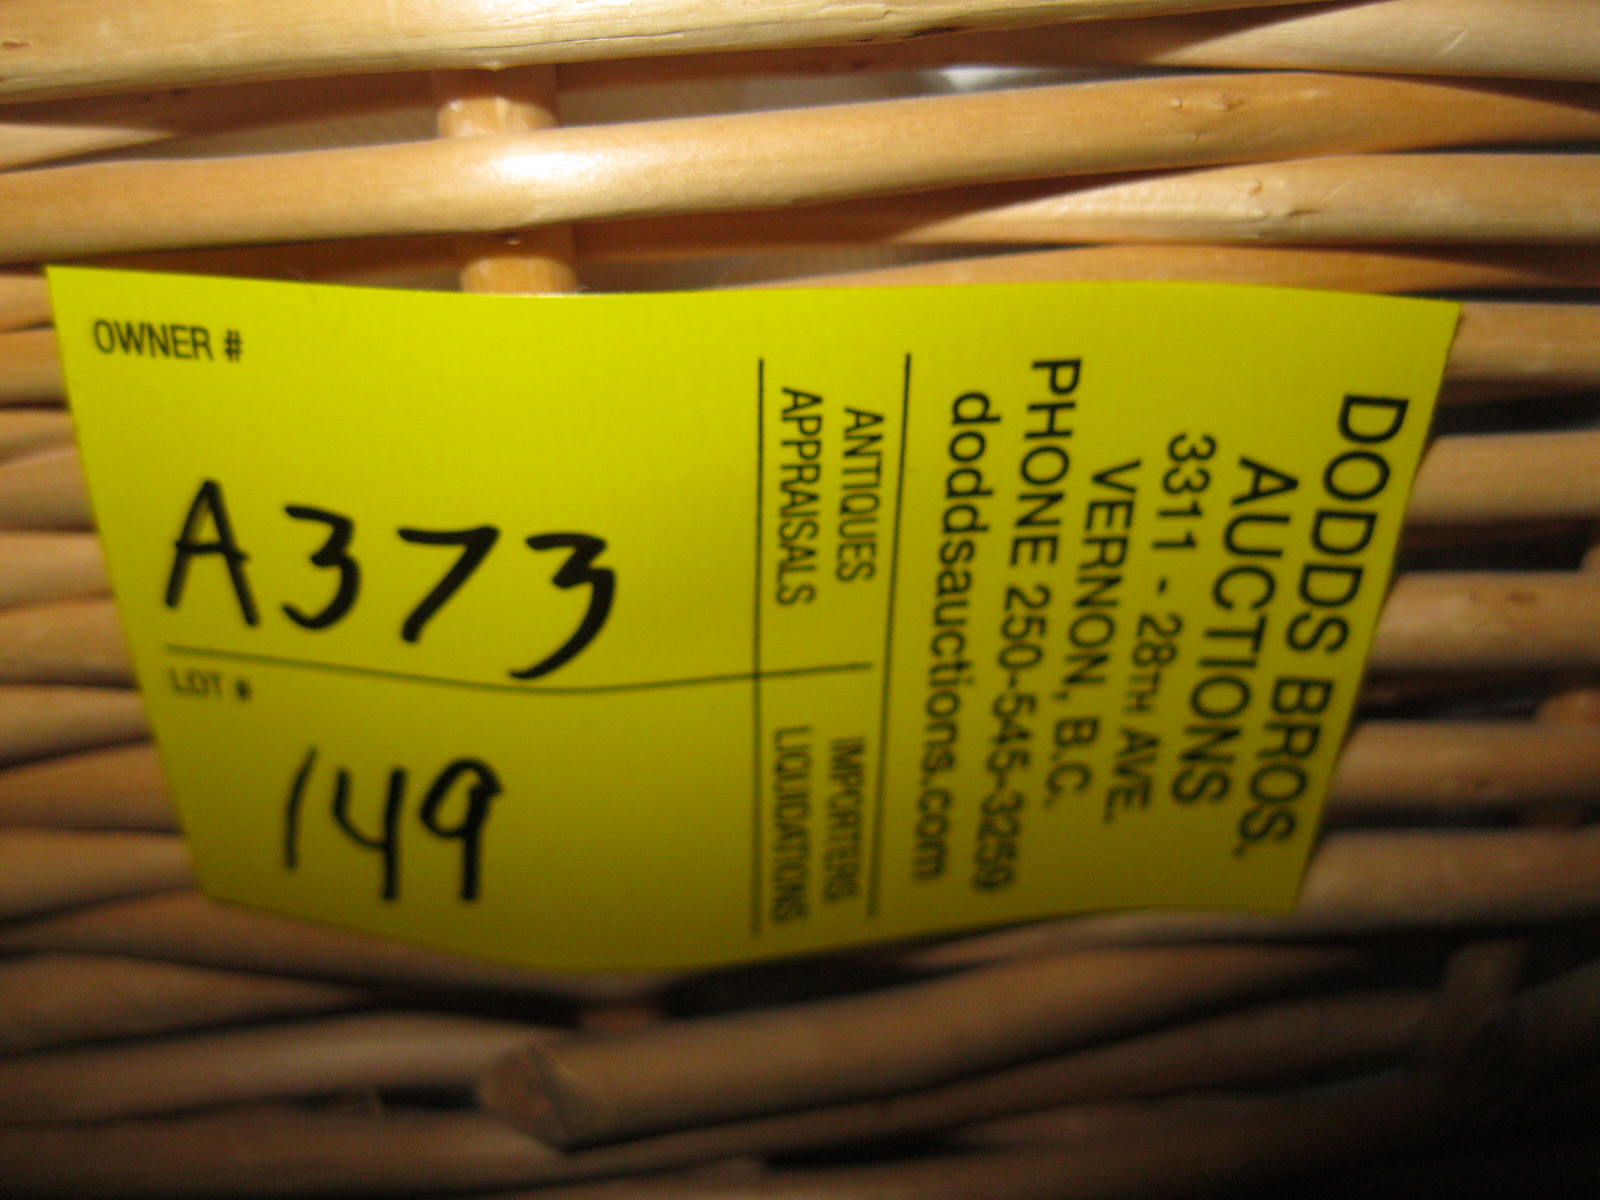 OWNER #
A373
LOT #
149
ANTIQUES
APPRAISALS
IMPORTERS
LIQUIDATIONS
DODDS BROS.
AUCTIONS
3311 - 28TH AVE.
VERNON, B.C.
PHONE 250-545-3259
doddsauctions.com